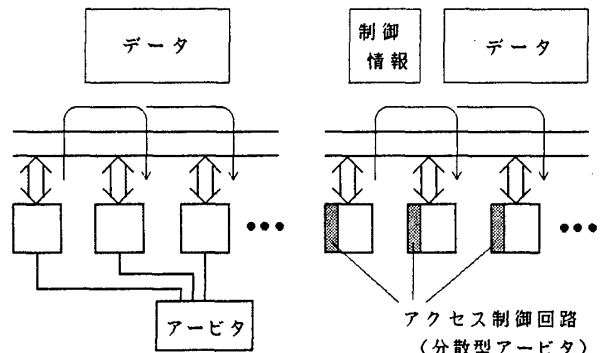 データ
制御
情報
データ
アービタ
アクセス制御回路
(分散型アービタ)